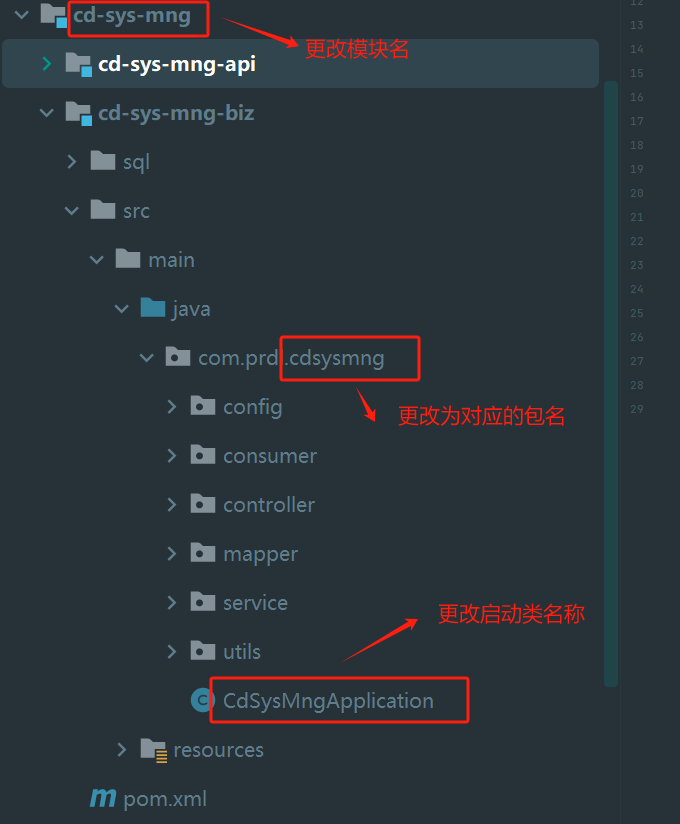 cd-sys-mng
更改模块名
cd-sys-mng-api
cd-sys-mng-biz
sql
src
main
java
com.prd.cdsysmng
更改为对应的包名
config
consumer
controller
mapper
service
更改启动类名称
utils
CdSysMngApplication
resources
pom.xml
12
13
14
15
16
17
18
19
20
21
22
23
24
25
26
27
28
29